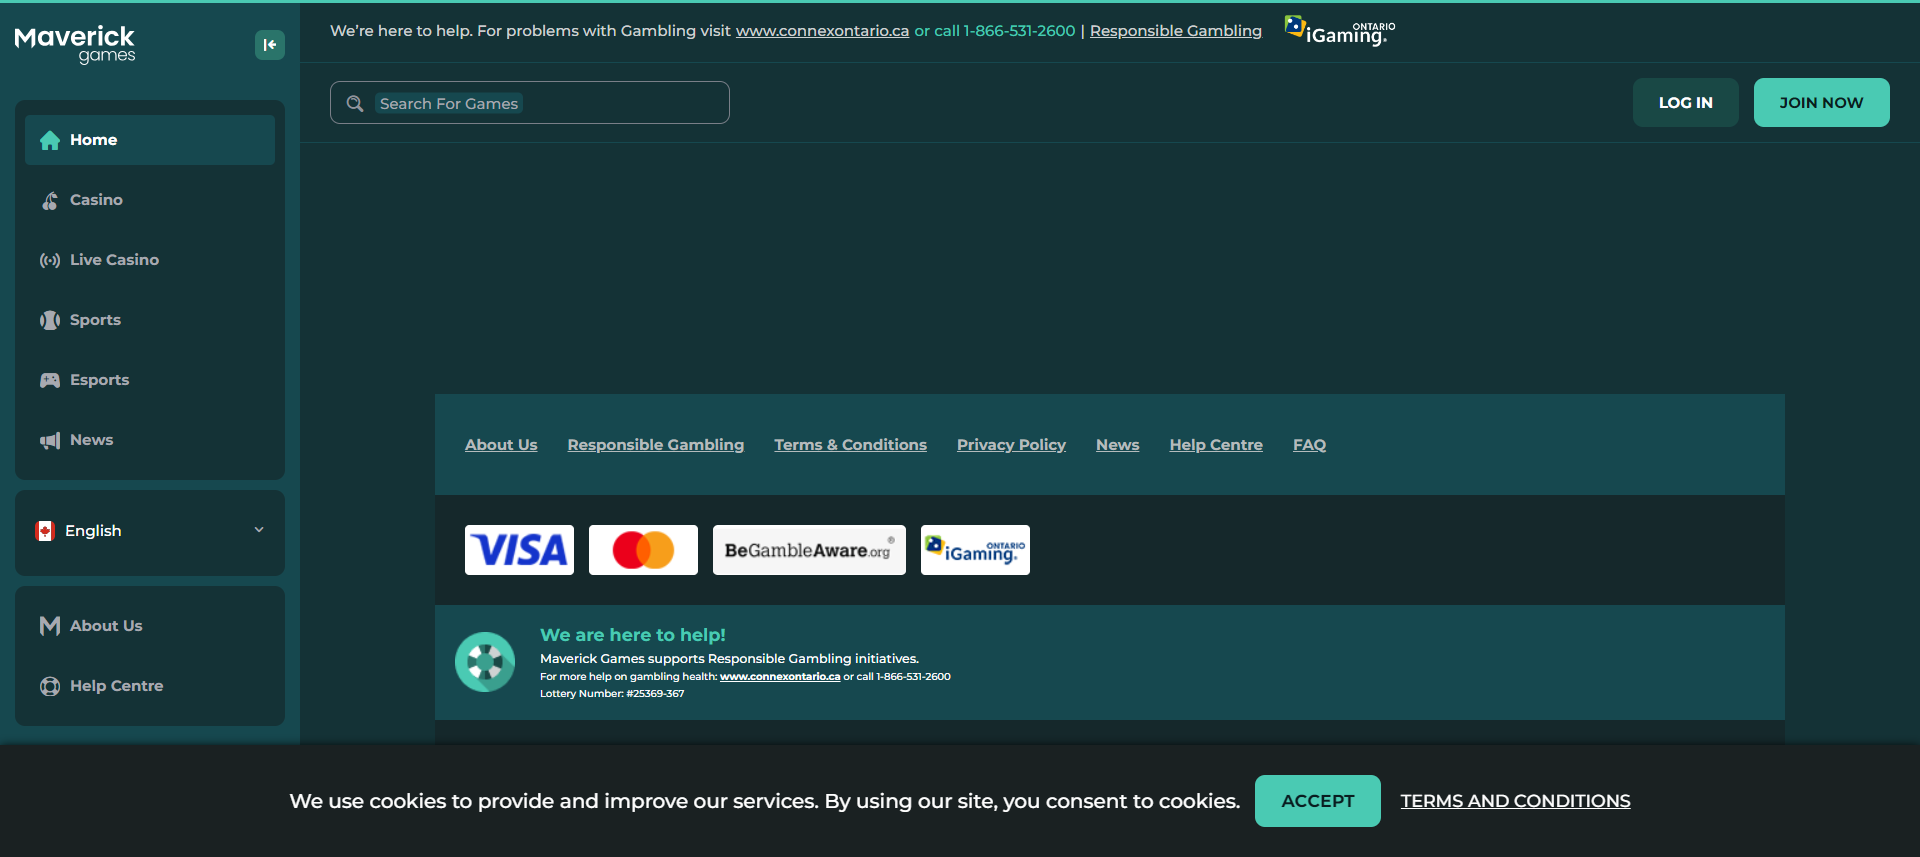 Maverick
games
We're here to help. For problems with Gambling visit www.connexontario.ca or call 1-866-531-2600 | Responsible Gambling
ONTARIO
iGaming.
Search For Games
LOG IN
JOIN NOW
Home
Casino
Live Casino
Sports
Esports
News
English
About Us
Help Centre
About Us Responsible Gambling Terms & Conditions Privacy Policy News Help Centre FAQ
VISA
BeGambleAware.org®
ONTARIO
iGaming.
We are here to help!
Maverick Games supports Responsible Gambling initiatives.
For more help on gambling health: www.connexontario.ca or call 1-866-531-2600
Lottery Number: #25369-367
We use cookies to provide and improve our services. By using our site, you consent to cookies.
ACCEPT
TERMS AND CONDITIONS